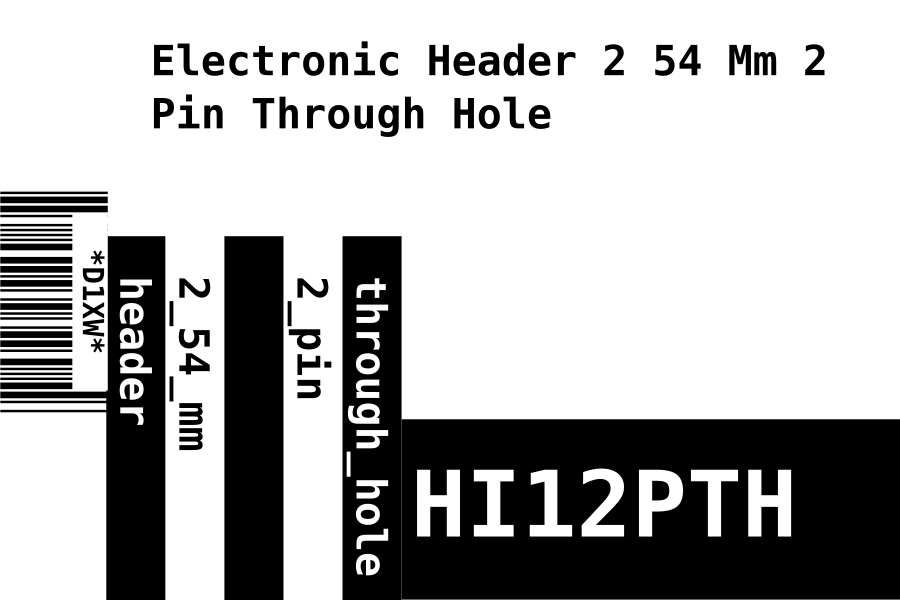 Electronic Header 2 54 Mm 2
Pin Through Hole
*D1XW*
header
2_54_mm
2_pin
through_hole
HI12PTH